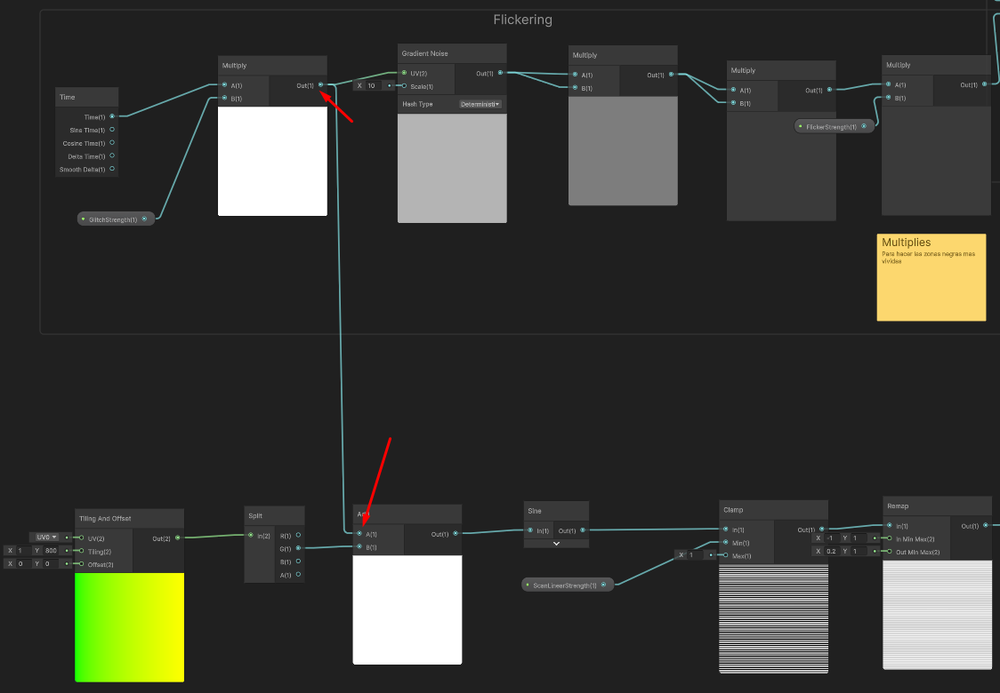 Flickering
Time
Time(1)
Sine Time(1)
Cosine Time(1)
Delta Time(1)
Smooth Delta(1)
GlitchStrength(1)
Multiply
A(1)
B(1)
Out(1)
X 10
Gradient Noise
UV(2)
Scale(1)
Out(1)
Hash Type
Deterministi
Multiply
A(1)
B(1)
Out(1)
Multiply
A(1)
B(1)
Out(1)
FlickerStrength(1)
Multiply
A(1)
B(1)
Out(1)
Multiplies
Para hacer las zonas negras mas
vividas
UV0
X 1 Y 800
X 0 Y 0
Tiling And Offset
UV(2)
Tiling(2)
Offset(2)
Out(2)
Split
In(2)
R(1)
G(1)
B(1)
A(1)
A(1)
B(1)
Out(1)
Sine
In(1)
Out(1)
ScanLinearStrength(1)
X 1
Clamp
In(1)
Min(1)
Max(1)
Out(1)
X -1 Y 1
X 0.2 Y 1
Remap
In(1)
In Min Max(2)
Out Min Max(2)
Out(1)